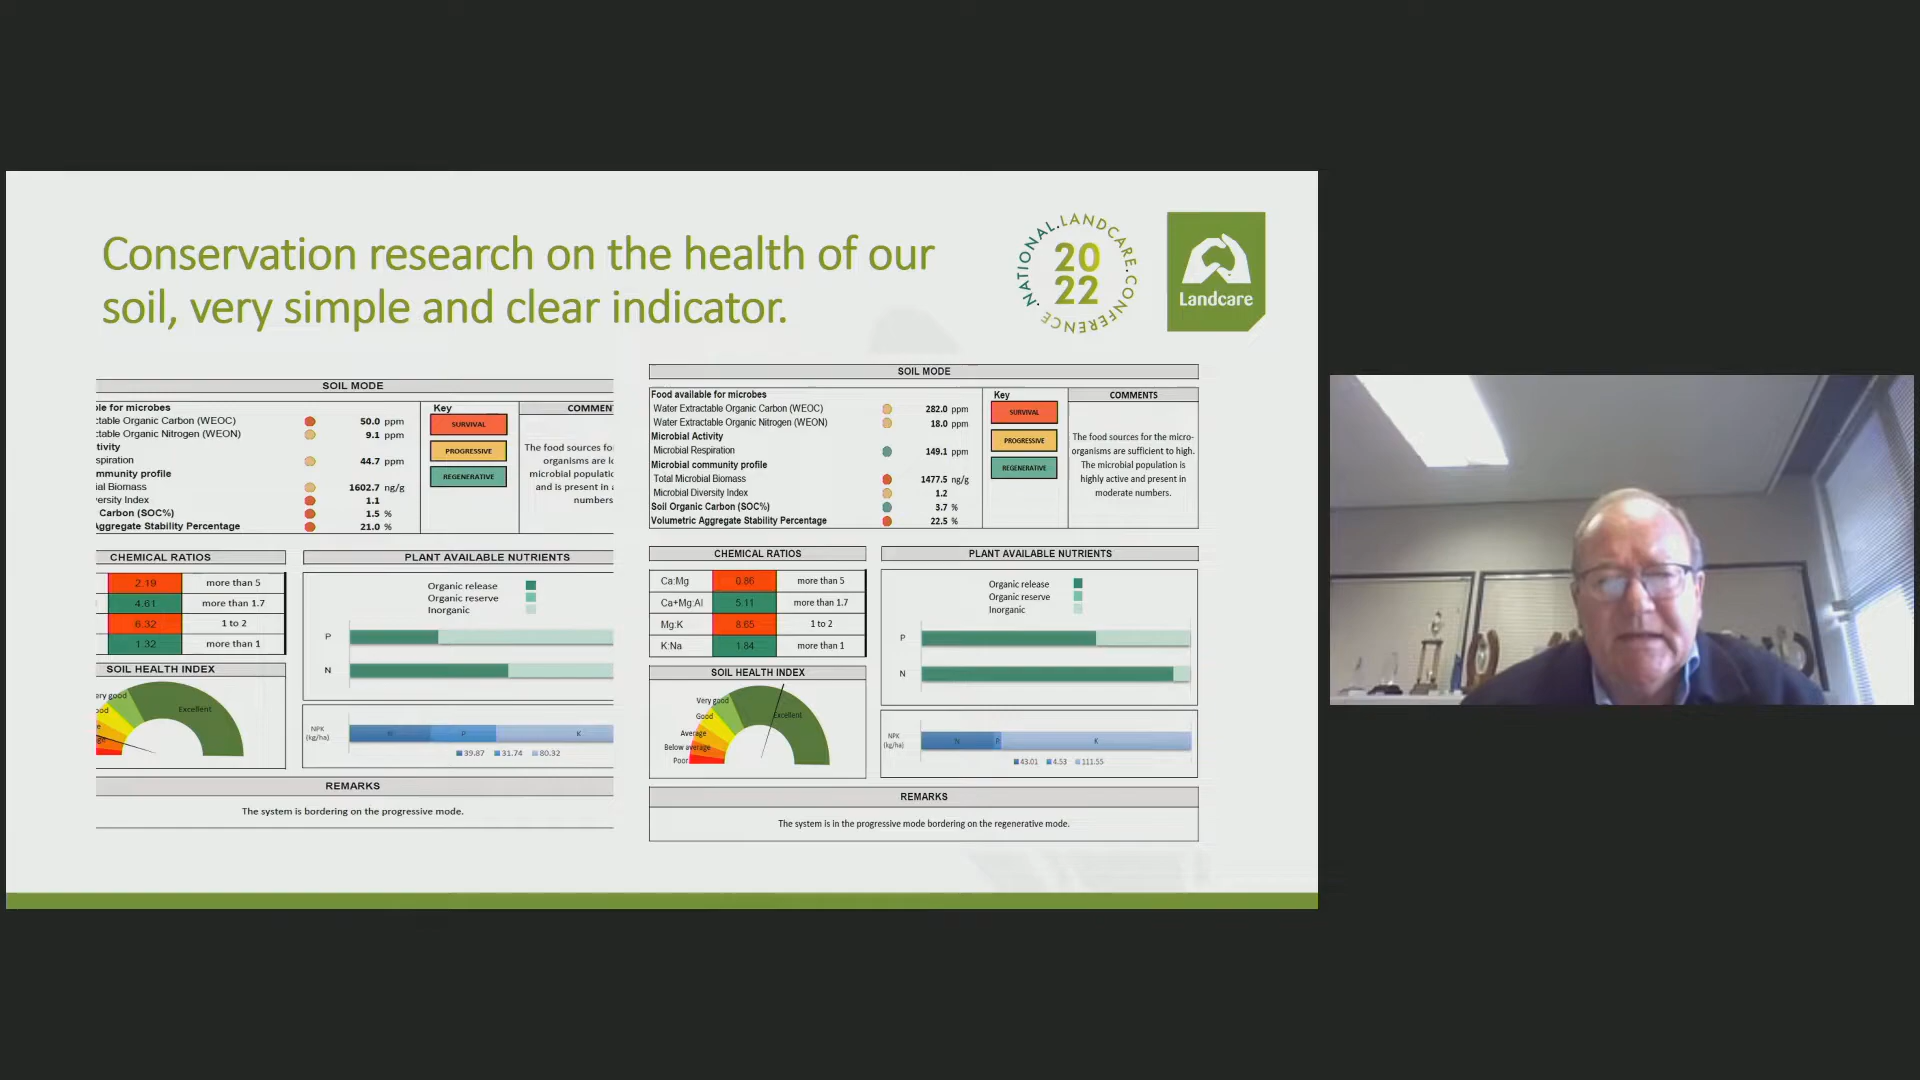 Conservation research on the health of our
soil, very simple and clear indicator.
NATIONAL.LANDCARE.CONFERENCE.
20
22
Landcare
SOIL MODE
le for microbes
ctable Organic Carbon (WEOC) 50.0 ppm
ctable Organic Nitrogen (WEON) 9.1 ppm
tivity
spiration 44.7 ppm
mmunity profile
ial Biomass 1602.7 ng/g
versity Index 1.1
Carbon (SOC%) 1.5 %
Aggregate Stability Percentage 21.0 %
Key
SURVIVAL
PROGRESSIVE
REGENERATIVE
COMMEN
The food sources fo
organisms are lo
microbial populatio
and is present in
numbers
CHEMICAL RATIOS
2.19 more than 5
4.61 more than 1.7
6.32 1 to 2
1.32 more than 1
PLANT AVAILABLE NUTRIENTS
Organic release
Organic reserve
Inorganic
P
N
SOIL HEALTH INDEX
ery good
ood
Excellent
NPK
(kg/ha)
N P K
39.87 31.74 80.32
REMARKS
The system is bordering on the progressive mode.
SOIL MODE
Food available for microbes
Water Extractable Organic Carbon (WEOC) 282.0 ppm
Water Extractable Organic Nitrogen (WEON) 18.0 ppm
Microbial Activity
Microbial Respiration 149.1 ppm
Microbial community profile
Total Microbial Biomass 1477.5 ng/g
Microbial Diversity Index 1.2
Soil Organic Carbon (SOC%) 3.7 %
Volumetric Aggregate Stability Percentage 22.5 %
Key
SURVIVAL
PROGRESSIVE
REGENERATIVE
COMMENTS
The food sources for the micro-
organisms are sufficient to high.
The microbial population is
highly active and present in
moderate numbers.
CHEMICAL RATIOS
Ca:Mg 0.86 more than 5
Ca+Mg:Al 5.11 more than 1.7
Mg:K 8.65 1 to 2
K:Na 1.84 more than 1
PLANT AVAILABLE NUTRIENTS
Organic release
Organic reserve
Inorganic
P
N
SOIL HEALTH INDEX
Very good
Good
Average
Below average
Poor
Excellent
NPK
(kg/ha)
N P K
43.01 4.53 111.55
REMARKS
The system is in the progressive mode bordering on the regenerative mode.